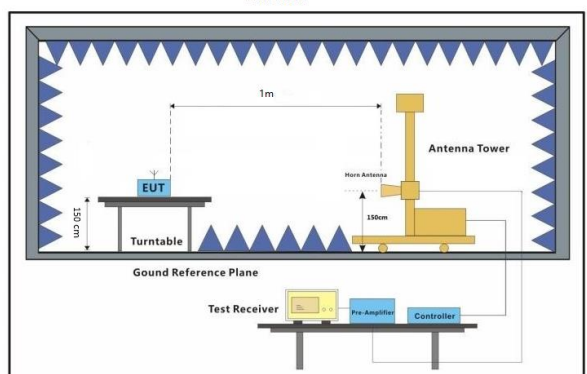 1m
Horn Antenna
Antenna Tower
EUT
150 cm
150cm
Turntable
Gound Reference Plane
Test Receiver
Pre-Amplifier
Controller